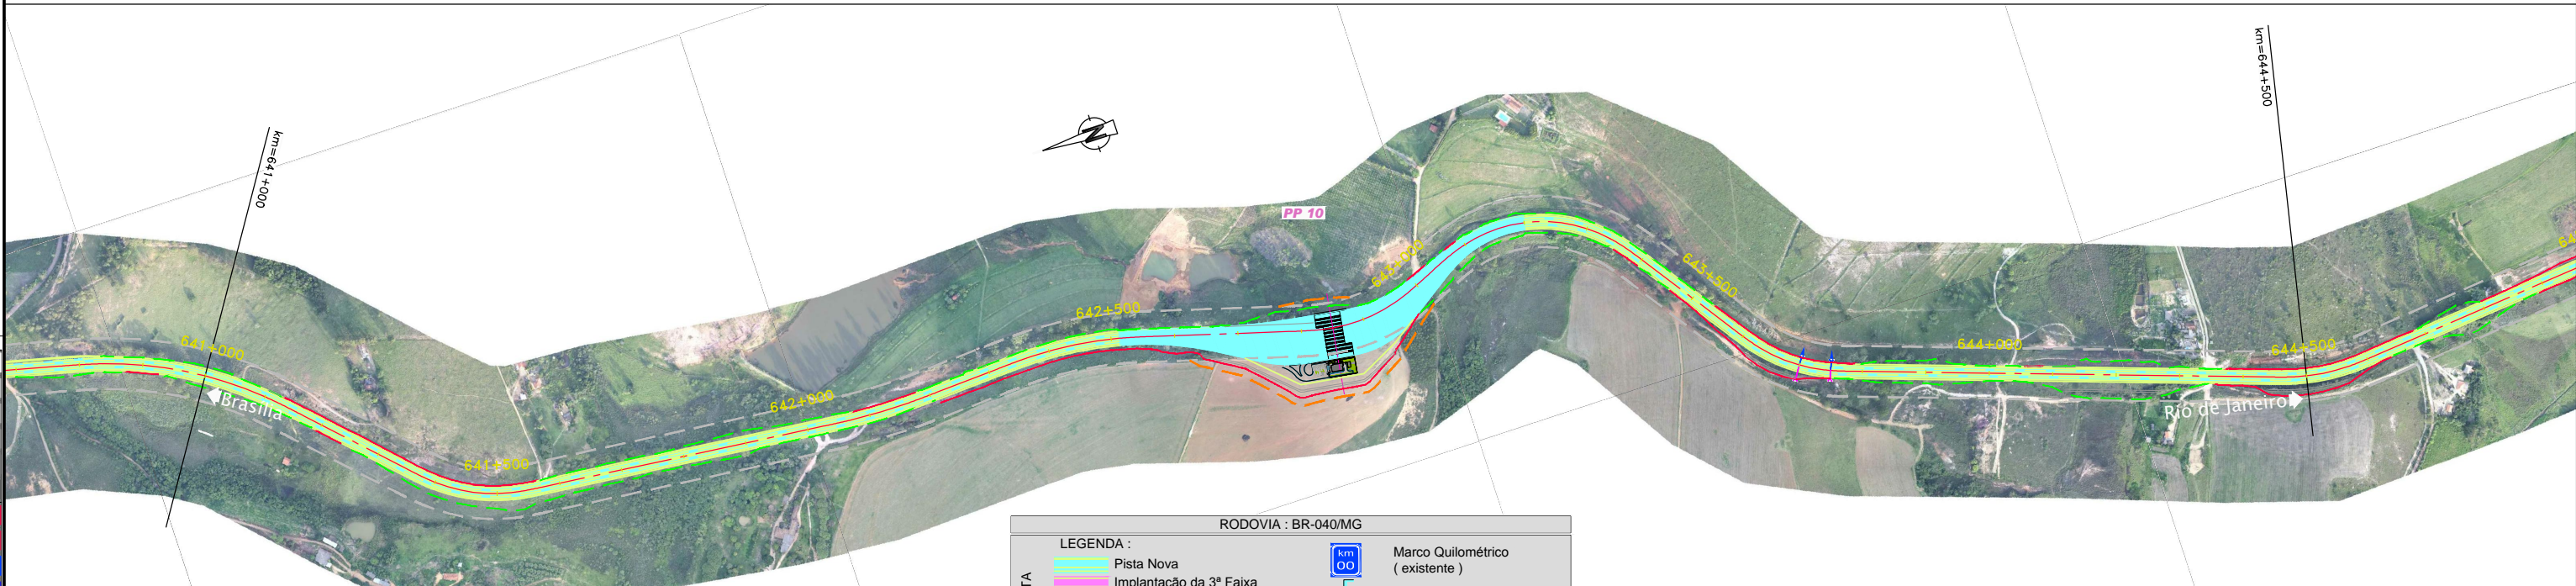 km=641+000
km=644+500
N
PP 10
641+000
Brasília
641+500
642+000
642+500
643+500
644+000
644+500
Rio de Janeiro
RODOVIA : BR-040/MG
LEGENDA :
Pista Nova
Implantação da 3ª Faixa
km
00
Marco Quilométrico
( existente )